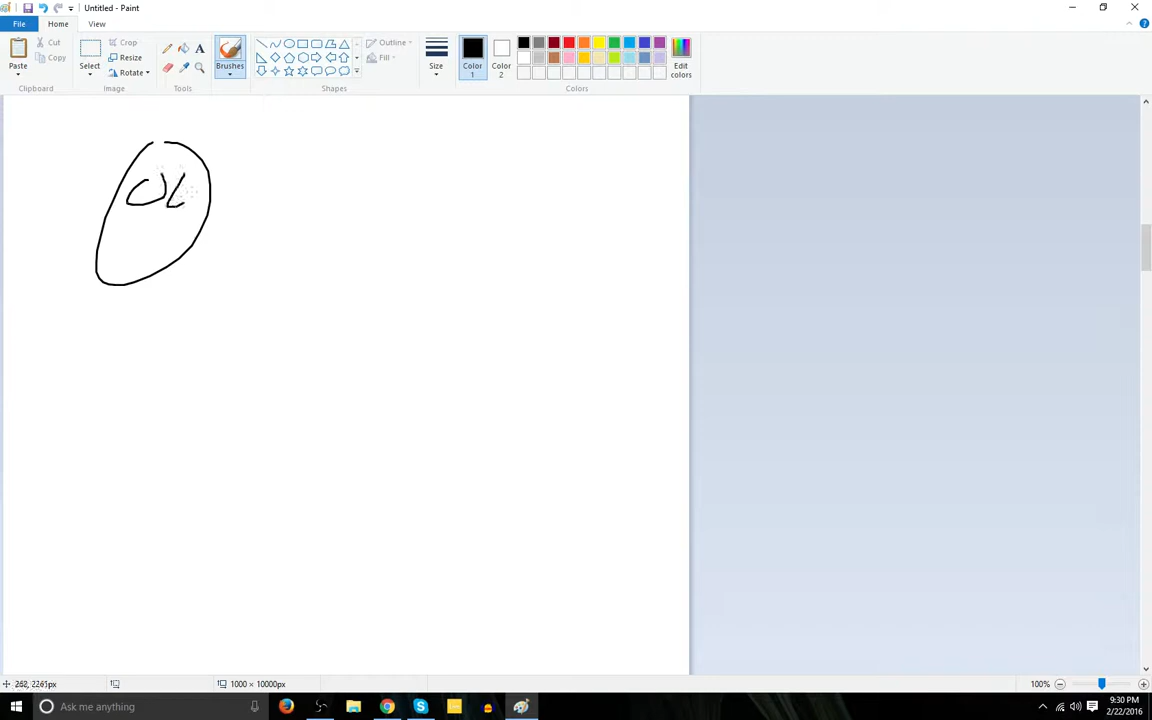 Untitled - Paint
File
Home
View
Paste
Cut
Copy
Clipboard
Select
Crop
Resize
Rotate
Image
A
Tools
Brushes
Outline
Fill
Shapes
Size
Color 1
Color 2
Edit colors
Colors
262, 2261px
1000 × 10000px
100%
Ask me anything
9:30 PM
2/22/2016